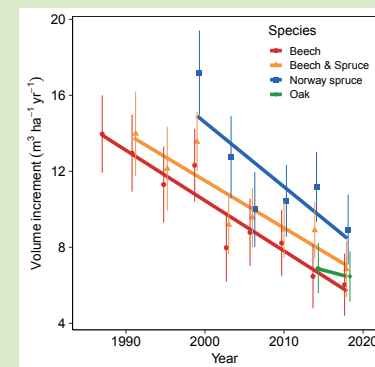 Species
Beech
Beech & Spruce
Norway spruce
Oak
Volume increment (m³ ha⁻¹ yr⁻¹)
20
16
12
8
4
1990
2000
2010
2020
Year